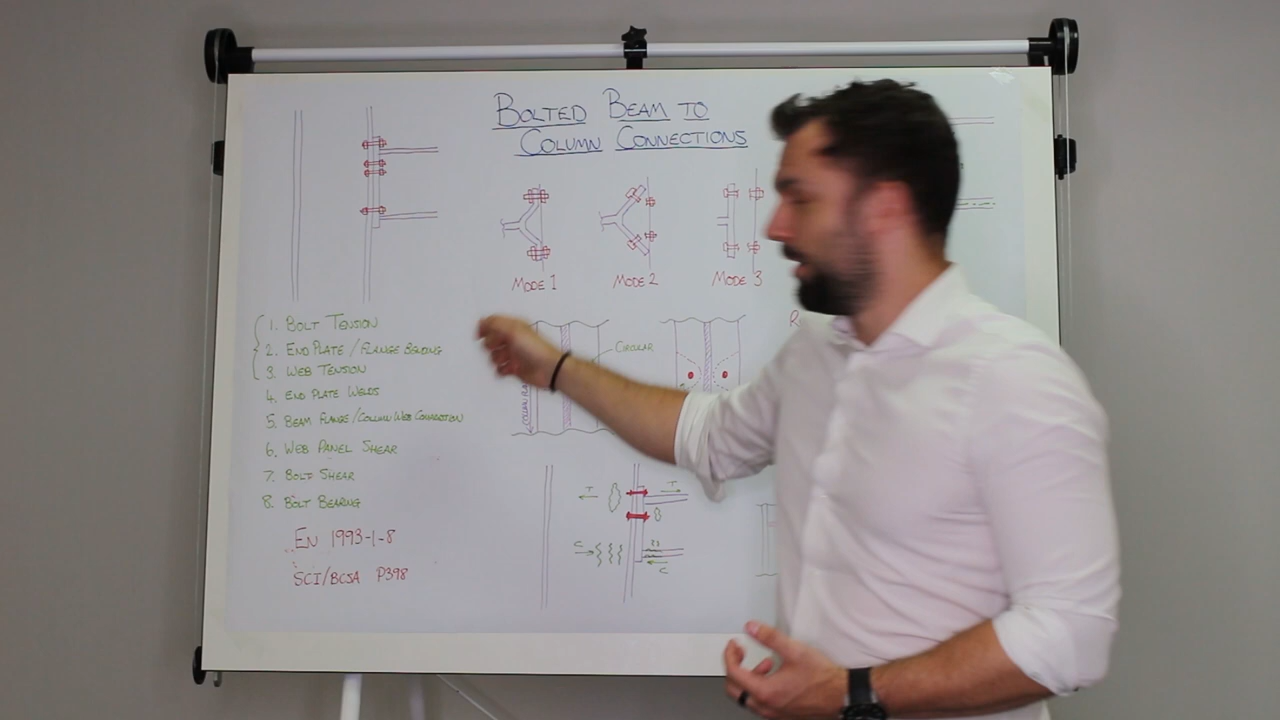 BOLTED BEAM TO
COLUMN CONNECTIONS
MODE 1
MODE 2
MODE 3
1. BOLT TENSION
2. END PLATE / FLANGE BENDING
3. WEB TENSION
4. END PLATE WELDS
5. BEAM FLANGE/COLUMN WEB
6. WEB PANEL SHEAR
7. BOLT SHEAR
8. BOLT BEARING
EN 1993-1-8
SCI/BCSA P398
CIRCULAR
R
COLUMN
T
T
C
C